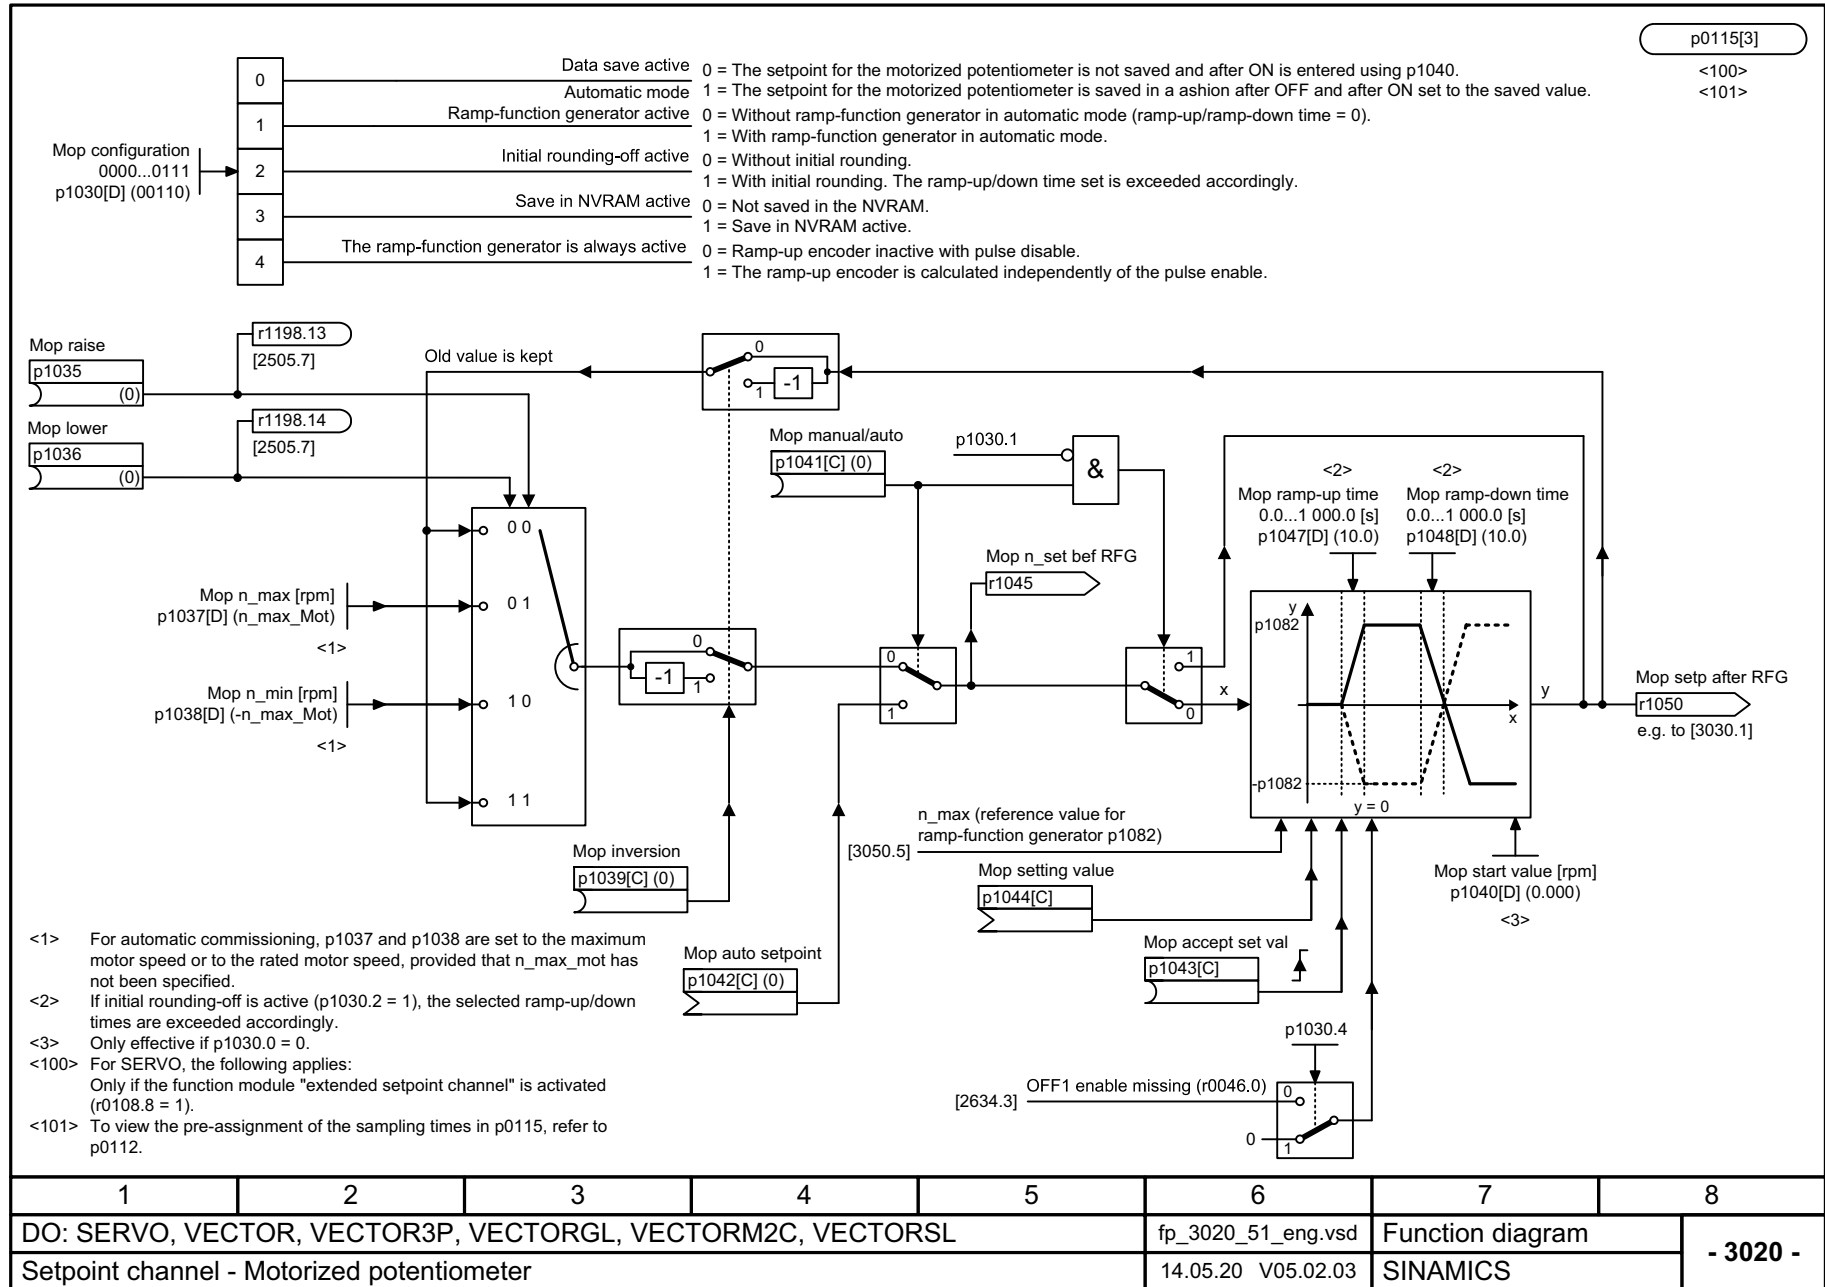 p0115[3]
<100>
<101>
Mop configuration
0000...0111
p1030[D] (00110)
0
1
2
3
4
Data save active
0 = The setpoint for the motorized potentiometer is not saved and after ON is entered using p1040.
Automatic mode
1 = The setpoint for the motorized potentiometer is saved in a ashion after OFF and after ON set to the saved value.
Ramp-function generator active
0 = Without ramp-function generator in automatic mode (ramp-up/ramp-down time = 0).
1 = With ramp-function generator in automatic mode.
Initial rounding-off active
0 = Without initial rounding.
1 = With initial rounding. The ramp-up/down time set is exceeded accordingly.
Save in NVRAM active
0 = Not saved in the NVRAM.
1 = Save in NVRAM active.
The ramp-function generator is always active
0 = Ramp-up encoder inactive with pulse disable.
1 = The ramp-up encoder is calculated independently of the pulse enable.
Mop raise
p1035
(0)
r1198.13
[2505.7]
Mop lower
p1036
(0)
r1198.14
[2505.7]
Old value is kept
0
1
-1
Mop manual/auto
p1041[C] (0)
p1030.1
&
<2>
Mop ramp-up time
0.0...1 000.0 [s]
p1047[D] (10.0)
<2>
Mop ramp-down time
0.0...1 000.0 [s]
p1048[D] (10.0)
0 0
0 1
1 0
1 1
Mop n_max [rpm]
p1037[D] (n_max_Mot)
<1>
Mop n_min [rpm]
p1038[D] (-n_max_Mot)
<1>
0
-1
1
0
1
Mop n_set bef RFG
r1045
1
0
x
y
p1082
-p1082
x
y = 0
y
Mop setp after RFG
r1050
e.g. to [3030.1]
n_max (reference value for
ramp-function generator p1082)
[3050.5]
Mop inversion
p1039[C] (0)
Mop setting value
p1044[C]
Mop start value [rpm]
p1040[D] (0.000)
<3>
Mop auto setpoint
p1042[C] (0)
Mop accept set val
p1043[C]
p1030.4
OFF1 enable missing (r0046.0)
[2634.3]
0
0
1
<1> For automatic commissioning, p1037 and p1038 are set to the maximum
motor speed or to the rated motor speed, provided that n_max_mot has
not been specified.
<2> If initial rounding-off is active (p1030.2 = 1), the selected ramp-up/down
times are exceeded accordingly.
<3> Only effective if p1030.0 = 0.
<100> For SERVO, the following applies:
Only if the function module "extended setpoint channel" is activated
(r0108.8 = 1).
<101> To view the pre-assignment of the sampling times in p0115, refer to
p0112.
1 2 3 4 5 6 7 8
DO: SERVO, VECTOR, VECTOR3P, VECTORGL, VECTORM2C, VECTORSL
fp_3020_51_eng.vsd
Function diagram
- 3020 -
Setpoint channel - Motorized potentiometer
14.05.20 V05.02.03
SINAMICS